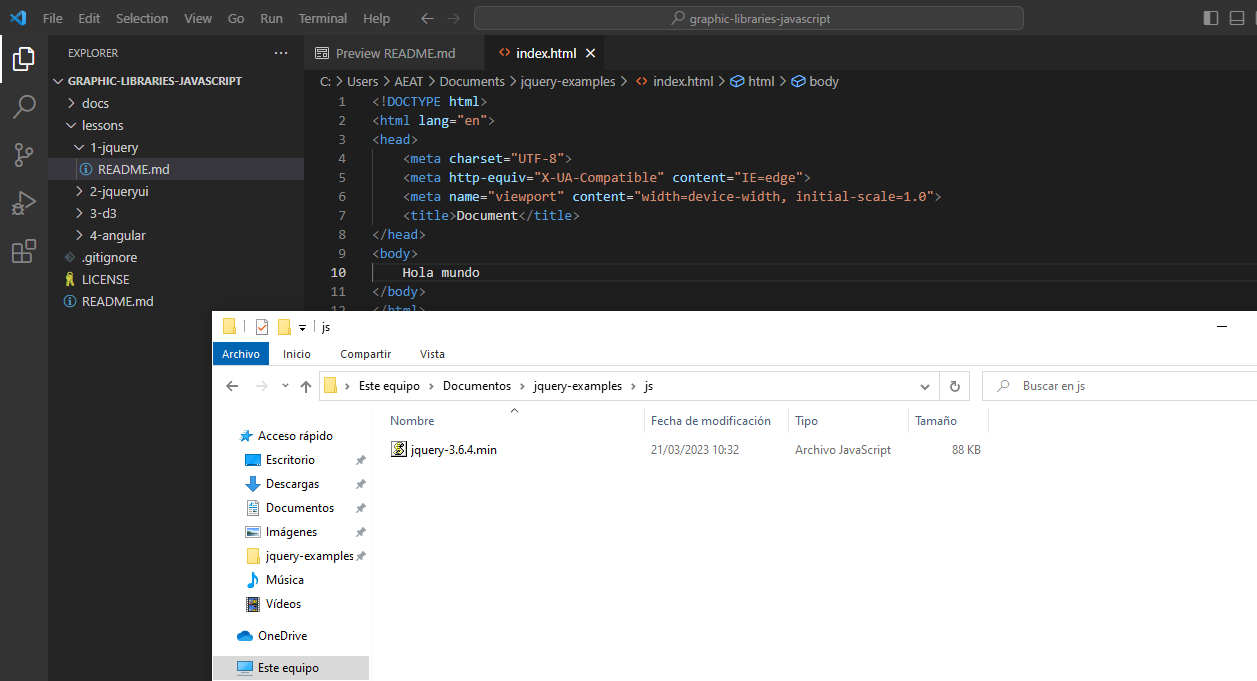 File Edit Selection View Go Run Terminal Help graphic-libraries-javascript
EXPLORER
GRAPHIC-LIBRARIES-JAVASCRIPT
docs
lessons
1-jquery
README.md
2-jqueryui
3-d3
4-angular
.gitignore
LICENSE
README.md
Preview README.md index.html
C: > Users > AEAT > Documents > jquery-examples > index.html > html > body
1 <!DOCTYPE html>
2 <html lang="en">
3 <head>
4 <meta charset="UTF-8">
5 <meta http-equiv="X-UA-Compatible" content="IE=edge">
6 <meta name="viewport" content="width=device-width, initial-scale=1.0">
7 <title>Document</title>
8 </head>
9 <body>
10 Hola mundo
11 </body>
12 </html>
js
Archivo Inicio Compartir Vista
Este equipo > Documentos > jquery-examples > js Buscar en js
Acceso rápido
Escritorio
Descargas
Documentos
Imágenes
jquery-examples
Música
Vídeos
OneDrive
Este equipo
Nombre Fecha de modificación Tipo Tamaño
jquery-3.6.4.min 21/03/2023 10:32 Archivo JavaScript 88 KB